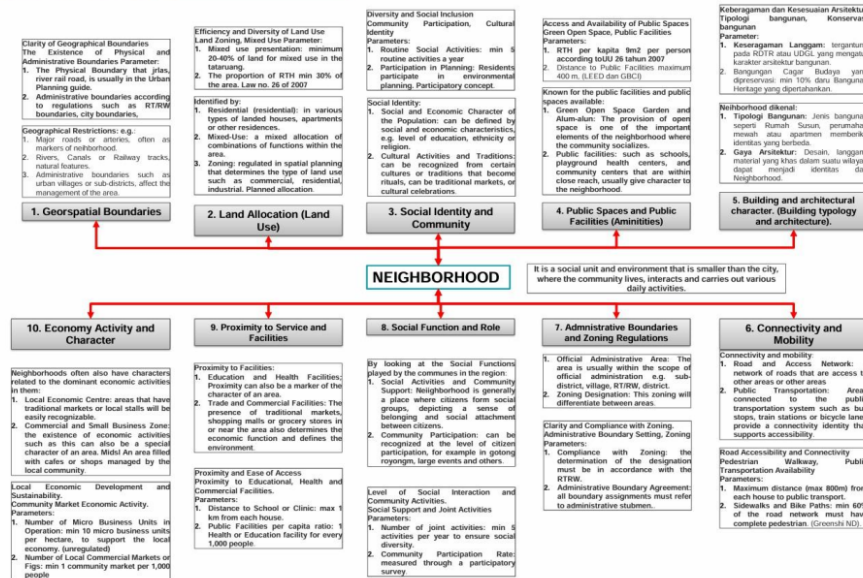 Clarity of Geographical Boundaries
The Existence of Physical and
Administrative Boundaries Parameter:
1. The Physical Boundary that jrlas,
river rail road, is usually in the Urban
Planning guide.
2. Administrative boundaries according
to regulations such as RT/RW
boundaries, city boundaries,
Geographical Restrictions: e.g.:
1. Major roads or arteries, often as
markers of neihborhood.
2. Rivers, Canals or Railway tracks,
natural features.
3. Administrative boundaries such as
urban villages or sub-districts, affect the
management of the area.
1. Georspatial Boundaries
Efficiency and Diversity of Land Use
Land Zoning, Mixed Use Parameter:
1. Mixed use presentation: minimum
20-40% of land for mixed use in the
tataruang.
2. The proportion of RTH min 30% of
the area. Law no. 26 of 2007
Identified by:
1. Residential (residential): in various
types of landed houses, apartments
or other residences.
2. Mixed-Use: a mixed allocation of
combinations of functions within the
area.
3. Zoning: regulated in spatial planning
that determines the type of land use
such as commercial, residential,
industrial. Planned allocation.
2. Land Allocation (Land
Use)
Diversity and Social Inclusion
Community Participation, Cultural
Identity
Parameters:
1. Routine Social Activities: min 5
routine activities a year
2. Participation in Planning: Residents
participate in environmental
planning. Participatory concept.
Social Identity:
1. Social and Economic Character of
the Population: can be defined by
social and economic characteristics,
e.g. level of education, ethnicity or
religion.
2. Cultural Activities and Traditions:
can be recognized from certain
cultures or traditions that become
rituals, can be traditional markets, or
cultural celebrations.
3. Social Identity and
Community
Access and Availability of Public Spaces
Green Open Space, Public Facilities
Parameters:
1. RTH per kapita 9m2 per person
according toUU 26 tahun 2007
2. Distance to Public Facilities maximum
400 m. (LEED dan GBCI)
Known for the public facilities and public
spaces available:
1. Green Open Space Garden and
Alum-alun: The provision of open
space is one of the important
elements of the neighborhood where
the community socializes.
2. Public facilities: such as schools,
playground health centers, and
community centers that are within
close reach, usually give character to
the neighborhood.
4. Public Spaces and Public
Facilities (Aminitities)
Keberagaman dan Kesesuaian Arsitektur
Tipologi bangunan, Konservasi
bangunan
Parameter:
1. Keseragaman Langgam: tergantung
pada RDTR atau UDGL yang mengatur
karakter arsitektur bangunan.
2. Bangungan Cagar Budaya yang
dipreservasi: min 10% daru Bangunan
Heritage yang dipertahankan.
Neihborhood dikenal:
1. Tipologi Bangunan: Jenis bangunan
seperti Rumah Susun, perumahan
mewah atau apartmen memberikan
identitas yang berbeda.
2. Gaya Arsitektur: Desain, langgam,
material yang khas dalam suatu wilayah
dapat menjadi identitas dari
Neighborhood.
5. Building and architectural
character. (Building typology
and architecture).
NEIGHBORHOOD
It is a social unit and environment that is smaller than the city,
where the community lives, interacts and carries out various
daily activities.
10. Economy Activity and
Character
Neighborhoods often also have characters
related to the dominant economic activities
in them:
1. Local Economic Centre: areas that have
traditional markets or local stalls will be
easily recognizable.
2. Commercial and Small Business Zone:
the existence of economic activities
such as this can also be a special
character of an area. Midsl An area filled
with cafes or shops managed by the
local community.
Local Economic Development and
Sustainability.
Community Market Economic Activity.
Parameters:
1. Number of Micro Business Units in
Operation: min 10 micro business units
per hectare, to support the local
economy. (unregulated)
2. Number of Local Commercial Markets or
Figs: min 1 community market per 1,000
people
9. Proximity to Service and
Facilities
Proximity to Facilities:
1. Education and Health Facilities;
Proximity can also be a marker of the
character of an area.
2. Trade and Commercial Facilities: The
presence of traditional markets,
shopping malls or grocery stores in
or near the area also determines the
economic function and defines the
environment.
Proximity and Ease of Access
Proximity to Educational, Health and
Commercial Facilities.
Parameters:
1. Distance to School or Clinic: max 1
km from each house.
2. Public Facilities per capita ratio: 1
Health or Education facility for every
1,000 people.
8. Social Function and Role
By looking at the Social Functions
played by the communes in the region:
1. Social Activities and Community
Support: Neiighborhood is generally
a place where citizens form social
groups, depicting a sense of
belonging and social attachment
between citizens.
2. Community Participation: can be
recognized at the level of citizen
participation, for example in gotong
royongm, large events and others.
Level of Social Interaction and
Community Activities.
Social Support and Joint Activities
Parameters:
1. Number of joint activities: min 5
activities per year to ensure social
diversity.
2. Community Participation Rate:
measured through a participatory
survey.
7. Admnistrative Boundaries
and Zoning Regulations
1. Official Administrative Area: The
area is usually within the scope of
official administration e.g. sub-
district, village, RT/RW, district.
2. Zoning Designation: This zoning will
differentiate between areas.
Clarity and Compliance with Zoning.
Administrative Boundary Setting, Zoning
Parameters:
1. Compliance with Zoning: the
determination of the designation
must be in accordance with the
RTRW.
2. Administrative Boundary Agreement:
all boundary assignments must refer
to administrative submen.
6. Connectivity and
Mobility
Connectivity and mobility:
1. Road and Access Network: A
network of roads that are access to
other areas or other areas.
2. Public Transportation: Areas
connected to the public
transportation system such as bus
stops, train stations or bicycle lanes
provide a connectivity identity that
supports accessibility.
Road Accessibility and Connectivity
Pedestrian Walkway, Public
Transportation Availability
Parameters:
1. Maximum distance (max 800m) from
each house to public transport.
2. Sidewalks and Bike Paths: min 60%
of the road network must have
complete pedestrian. (Greenshi ND).